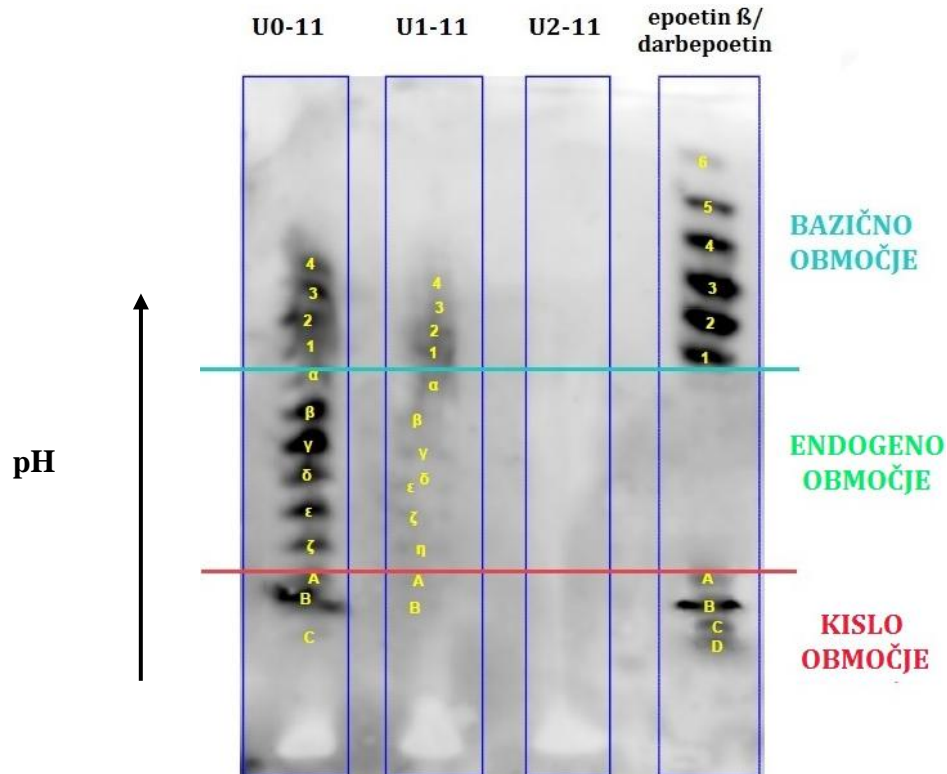 U0-11
U1-11
U2-11
epoetin ß/
darbepoetin
4
3
2
1
α
β
γ
δ
ε
ζ
A
B
C
4
3
2
1
α
β
γ
δ
ε
ζ
η
A
B
6
5
4
3
2
1
A
B
C
D
pH
BAZIČNO
OBMOČJE
ENDOGENO
OBMOČJE
KISLO
OBMOČJE